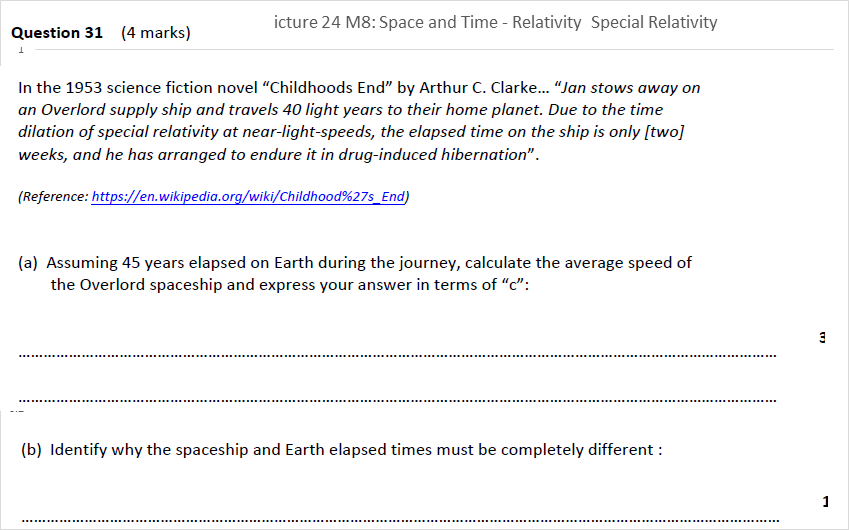 icture 24 M8: Space and Time - Relativity Special Relativity
Question 31 (4 marks)
In the 1953 science fiction novel “Childhoods End” by Arthur C. Clarke… “Jan stows away on
an Overlord supply ship and travels 40 light years to their home planet. Due to the time
dilation of special relativity at near-light-speeds, the elapsed time on the ship is only [two]
weeks, and he has arranged to endure it in drug-induced hibernation”.
(Reference: https://en.wikipedia.org/wiki/Childhood%27s_End)
(a) Assuming 45 years elapsed on Earth during the journey, calculate the average speed of
the Overlord spaceship and express your answer in terms of “c”:
3
(b) Identify why the spaceship and Earth elapsed times must be completely different :
1